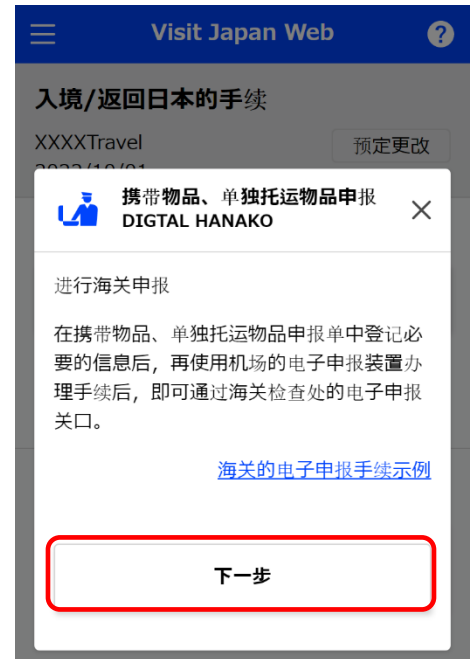 Visit Japan Web
?
入境/返回日本的手续
XXXXTravel
预定更改
2022/10/01
携带物品、单独托运物品申报
DIGTAL HANAKO
进行海关申报
在携带物品、单独托运物品申报单中登记必
要的信息后，再使用机场的电子申报装置办
理手续后，即可通过海关检查处的电子申报
关口。
海关的电子申报手续示例
下一步